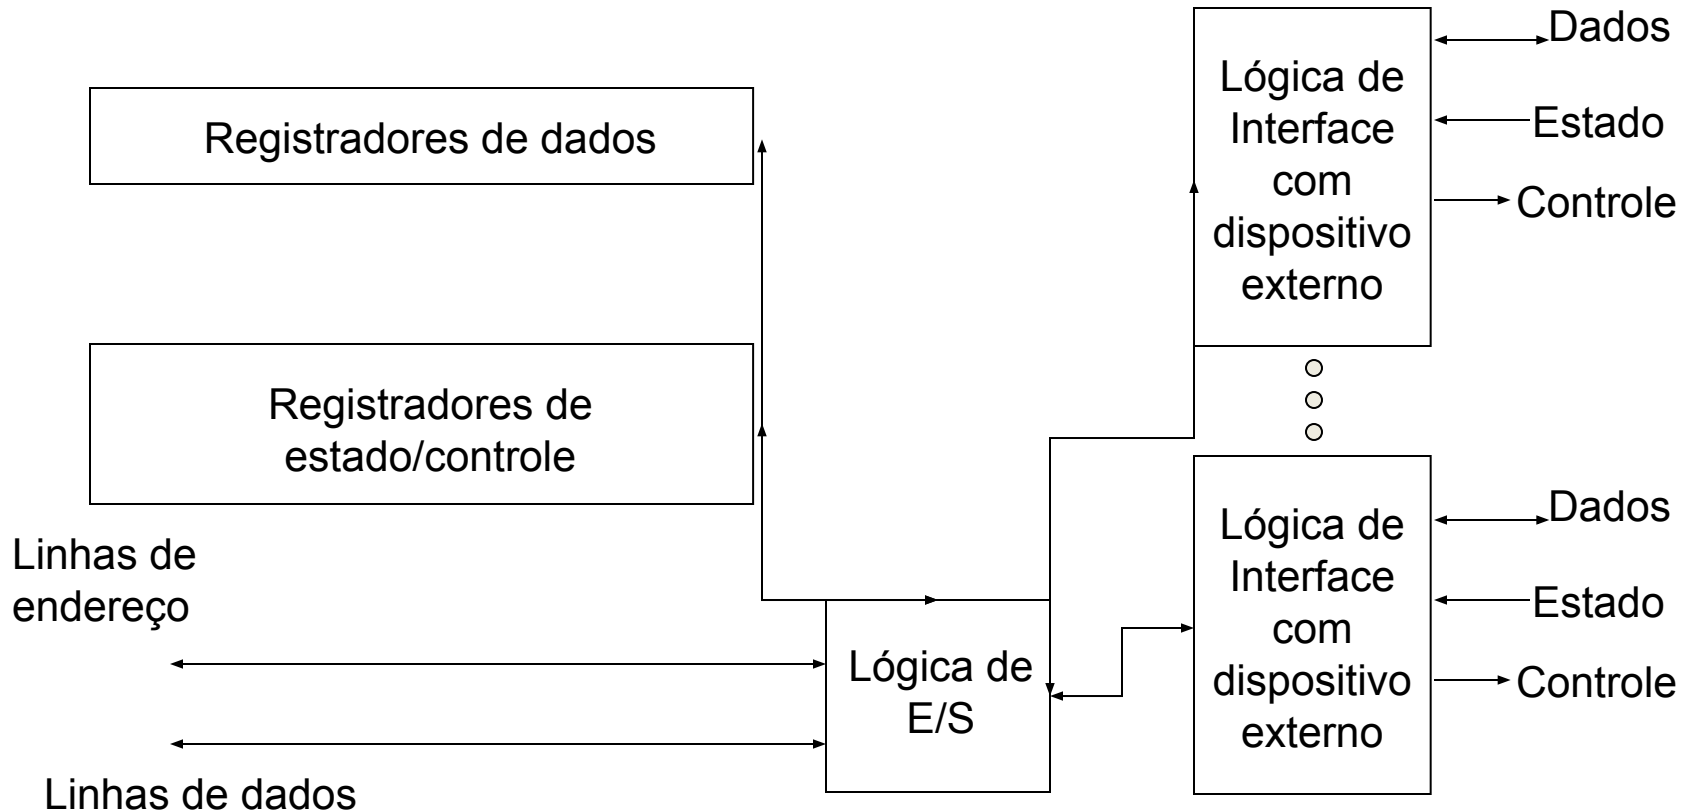 Registradores de dados
Registradores de
estado/controle
Linhas de
endereço
Linhas de dados
Lógica de
E/S
Lógica de
Interface
com
dispositivo
externo
Dados
Estado
Controle
Lógica de
Interface
com
dispositivo
externo
Dados
Estado
Controle